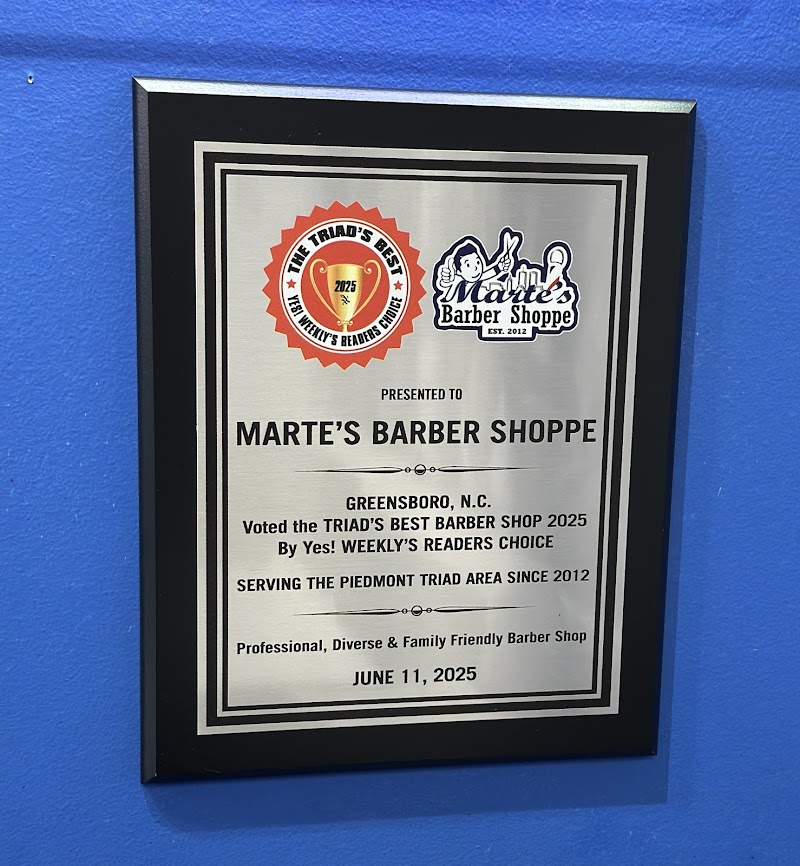 THE TRIAD'S BEST
2025
YES! WEEKLY'S READERS CHOICE
Marte's
Barber Shoppe
EST. 2012
PRESENTED TO
MARTE'S BARBER SHOPPE
GREENSBORO, N.C.
Voted the TRIAD'S BEST BARBER SHOP 2025
By Yes! WEEKLY'S READERS CHOICE
SERVING THE PIEDMONT TRIAD AREA SINCE 2012
Professional, Diverse & Family Friendly Barber Shop
JUNE 11, 2025